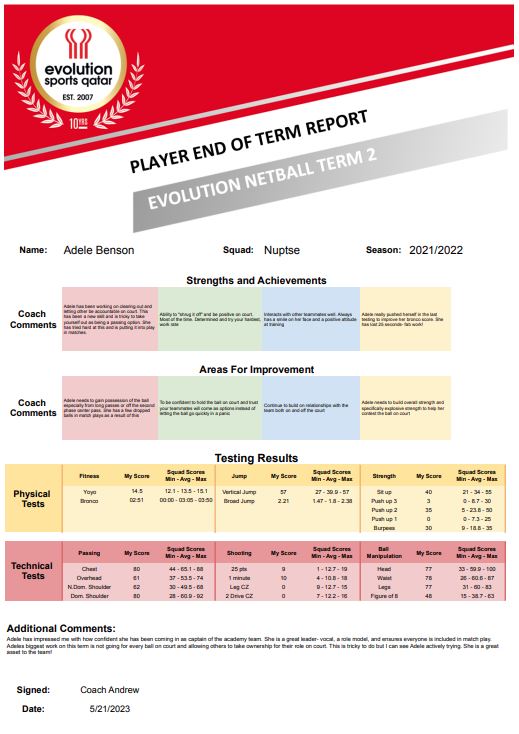 evolution
sports qatar
EST. 2007
10YRS
PLAYER END OF TERM REPORT
EVOLUTION NETBALL TERM 2
Name: Adele Benson Squad: Nuptse Season: 2021/2022
Strengths and Achievements
Coach Comments
Adele has been working on clearing out and
letting other be accountable on court. This
has been a new skill and is tricky to take
yourself out as being a passing option. She
has tried hard at this and is putting it into play
in matches.
Ability to "shrug it off" and be positive on court.
Most of the time. Determined and try your hardest,
work rate
Interacts with other teammates well. Always
has a smile on her face and a positive attitude
at training
Adele really pushed herself in the last
testing to improve her bronco score. She
has lost 25 seconds- fab work!
Areas For Improvement
Coach Comments
Adele needs to gain possession of the ball
especially from long passes or off the second
phase center pass. She has a few dropped
balls in match plays as a result of this
To be confident to hold the ball on court and trust
your teammates will come as options instead of
letting the ball go quickly in a panic
Continue to build on relationships with the
team both on and off the court
Adele needs to build overall strength and
specifically explosive strength to help her
contest the ball on court
Testing Results
Physical Tests
Fitness My Score Squad Scores Min - Avg - Max
Yoyo 14.5 12.1 - 13.5 - 15.1
Bronco 02:51 00:00 - 03:05 - 03:50
Jump My Score Squad Scores Min - Avg - Max
Vertical Jump 57 27 - 39.9 - 57
Broad Jump 2.21 1.47 - 1.8 - 2.38
Strength My Score Squad Scores Min - Avg - Max
Sit up 40 21 - 34 - 55
Push up 3 3 0 - 6.7 - 30
Push up 2 35 5 - 23.8 - 50
Push up 1 0 0 - 7.3 - 25
Burpees 30 9 - 18.8 - 35
Technical Tests
Passing My Score Squad Scores Min - Avg - Max
Chest 80 44 - 65.1 - 88
Overhead 61 37 - 53.5 - 74
N.Dom. Shoulder 62 30 - 49.5 - 68
Dom. Shoulder 80 28 - 60.9 - 92
Shooting My Score Squad Scores Min - Avg - Max
25 pts 9 1 - 12.7 - 19
1 minute 10 4 - 10.8 - 18
Leg CZ 0 9 - 12.7 - 15
2 Drive CZ 0 7 - 12.2 - 16
Ball Manipulation My Score Squad Scores Min - Avg - Max
Head 77 33 - 59.9 - 100
Waist 78 26 - 60.6 - 87
Legs 77 31 - 60 - 83
Figure of 8 48 15 - 38.7 - 63
Additional Comments:
Adele has impressed me with how confident she has been coming in as captain of the academy team. She is a great leader- vocal, a role model, and ensures everyone is included in match play.
Adeles biggest work on this term is not going for every ball on court and allowing others to take ownership for their role on court. This is tricky to do but I can see Adele actively trying. She is a great
asset to the team!
Signed: Coach Andrew
Date: 5/21/2023